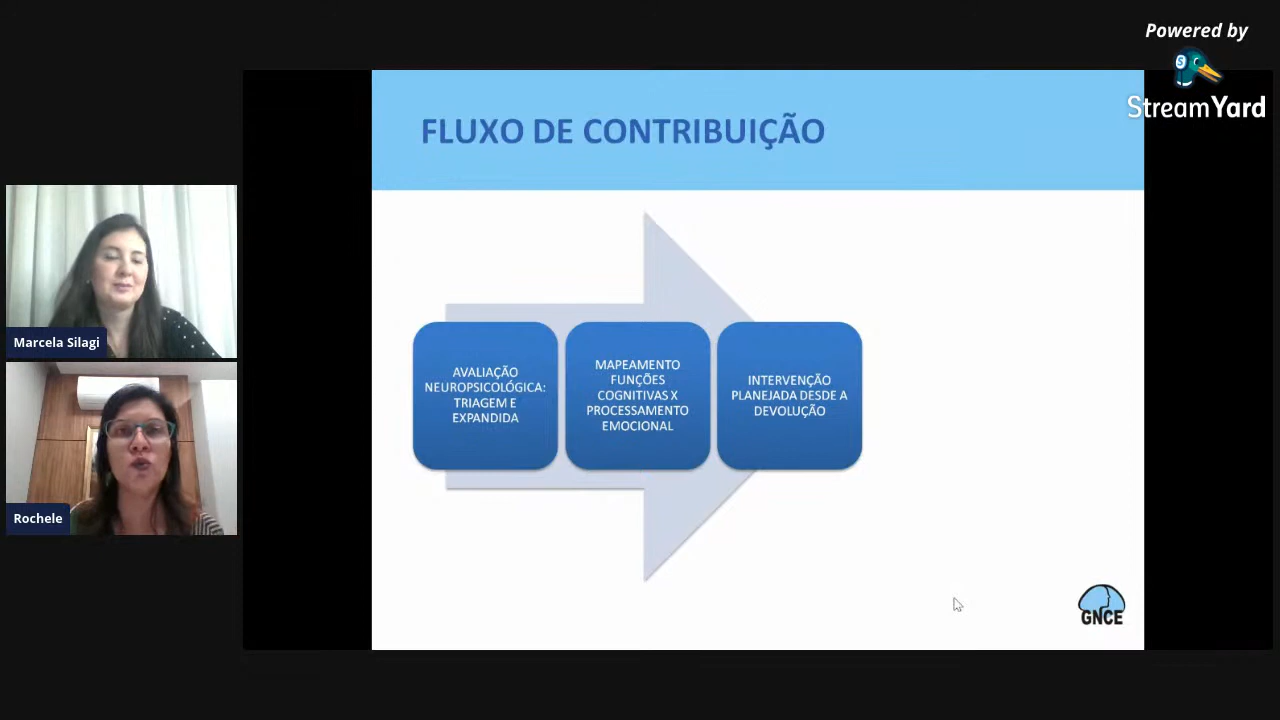 Powered by
StreamYard
FLUXO DE CONTRIBUIÇÃO
AVALIAÇÃO
NEUROPSICOLÓGICA:
TRIAGEM E
EXPANDIDA
MAPEAMENTO
FUNÇÕES
COGNITIVAS X
PROCESSAMENTO
EMOCIONAL
INTERVENÇÃO
PLANEJADA DESDE A
DEVOLUÇÃO
Marcela Silagi
Rochele
GNCE